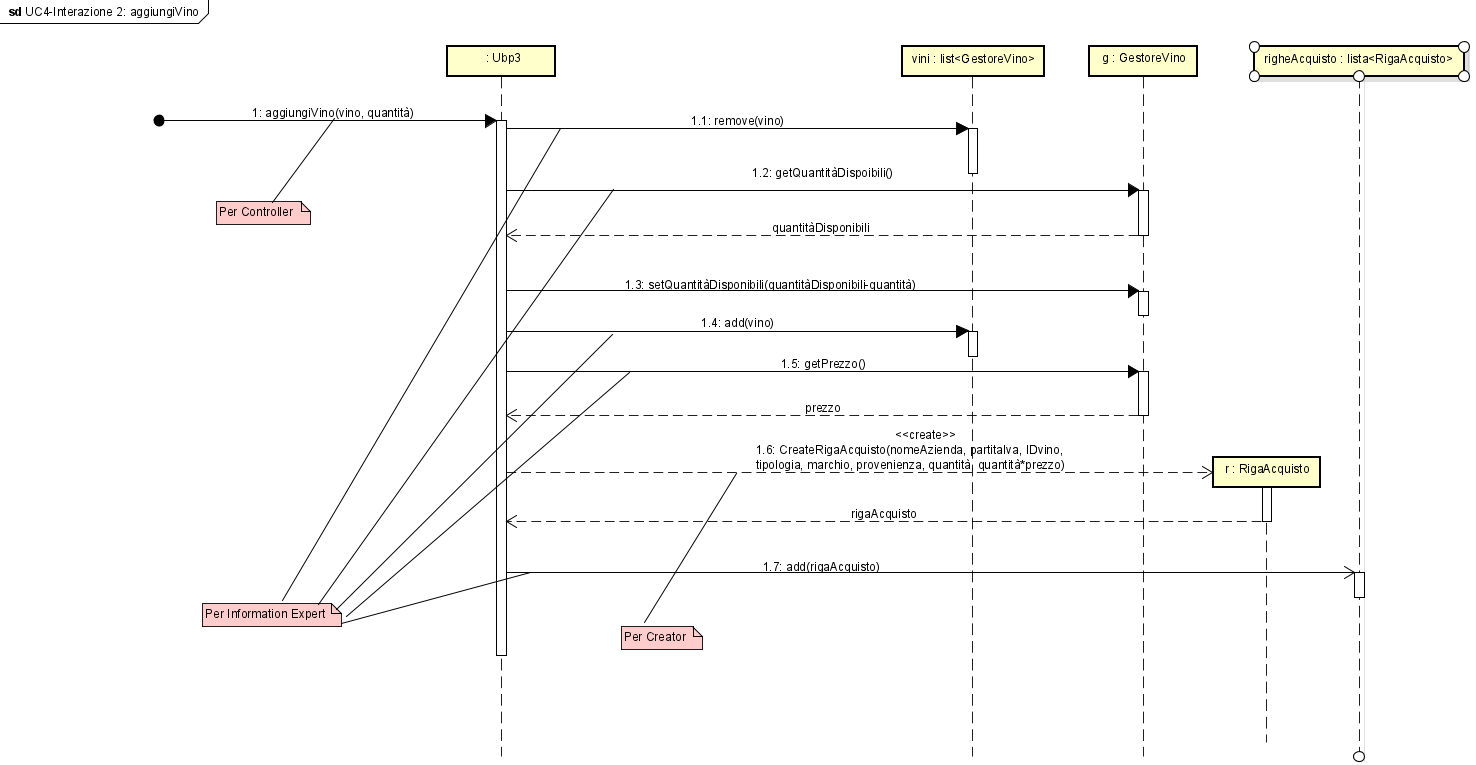 sd UC4-Interazione 2: aggiungiVino
: Ubp3
vini : list<GestoreVino>
g : GestoreVino
righeAcquisto : lista<RigaAcquisto>
1: aggiungiVino(vino, quantità)
1.1: remove(vino)
1.2: getQuantitàDispoibili()
Per Controller
quantitàDisponibili
1.3: setQuantitàDisponibili(quantitàDisponibili-quantità)
1.4: add(vino)
1.5: getPrezzo()
prezzo
<<create>>
1.6: CreateRigaAcquisto(nomeAzienda, partitaIva, IDvino,
tipologia, marchio, provenienza, quantità, quantità*prezzo)
r : RigaAcquisto
rigaAcquisto
1.7: add(rigaAcquisto)
Per Information Expert
Per Creator